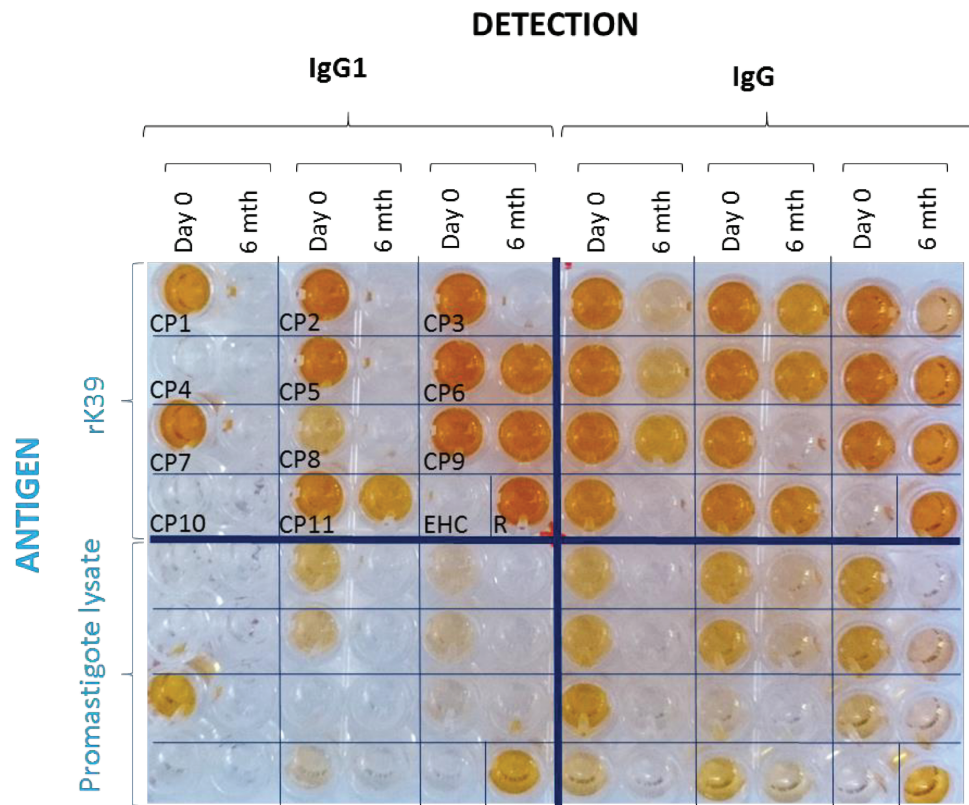 DETECTION
IgG1
IgG
Day 0
6 mth
Day 0
6 mth
Day 0
6 mth
Day 0
6 mth
Day 0
6 mth
Day 0
6 mth
ANTIGEN
rK39
Promastigote lysate
CP1
CP2
CP3
CP4
CP5
CP6
CP7
CP8
CP9
CP10
CP11
EHC
R